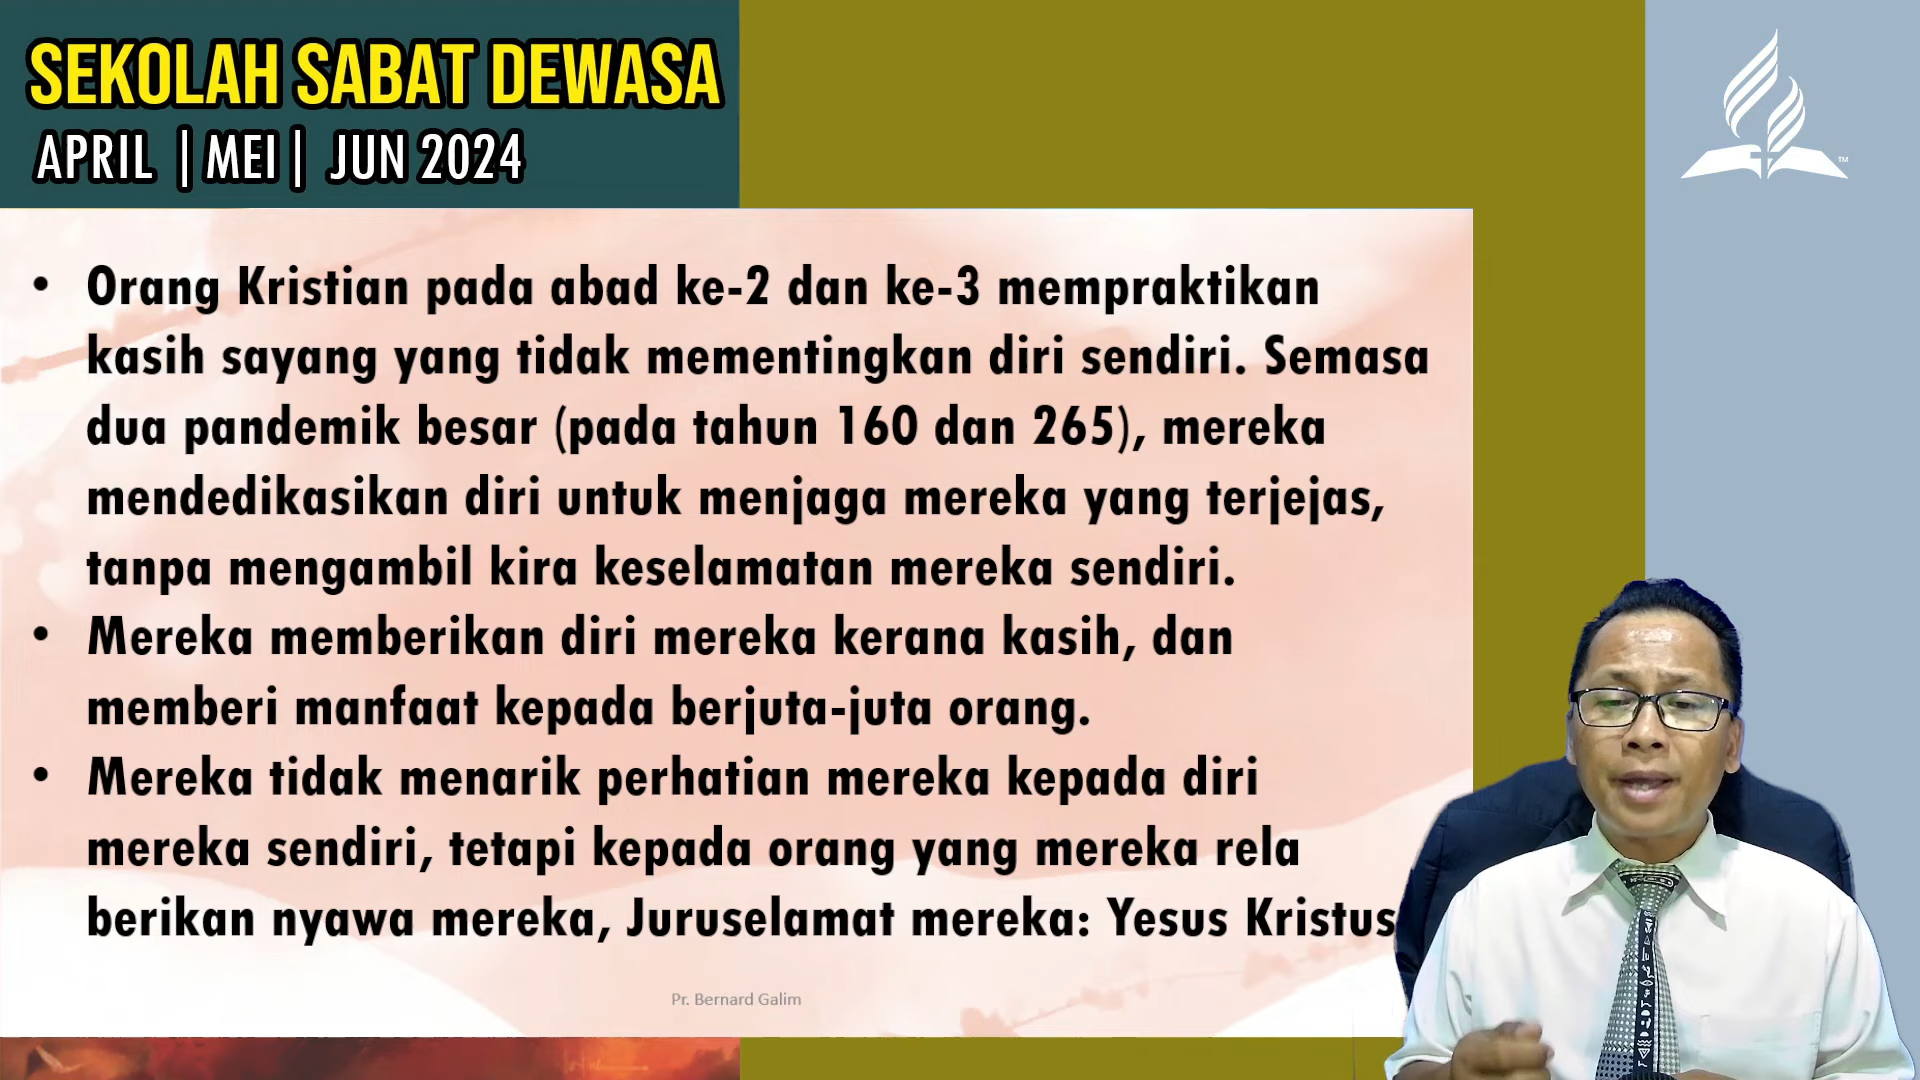 SEKOLAH SABAT DEWASA
APRIL | MEI | JUN 2024
TM
• Orang Kristian pada abad ke-2 dan ke-3 mempraktikan
kasih sayang yang tidak mementingkan diri sendiri. Semasa
dua pandemik besar (pada tahun 160 dan 265), mereka
mendedikasikan diri untuk menjaga mereka yang terjejas,
tanpa mengambil kira keselamatan mereka sendiri.
• Mereka memberikan diri mereka kerana kasih, dan
memberi manfaat kepada berjuta-juta orang.
• Mereka tidak menarik perhatian mereka kepada diri
mereka sendiri, tetapi kepada orang yang mereka rela
berikan nyawa mereka, Juruselamat mereka: Yesus Kristus
Pr. Bernard Galim